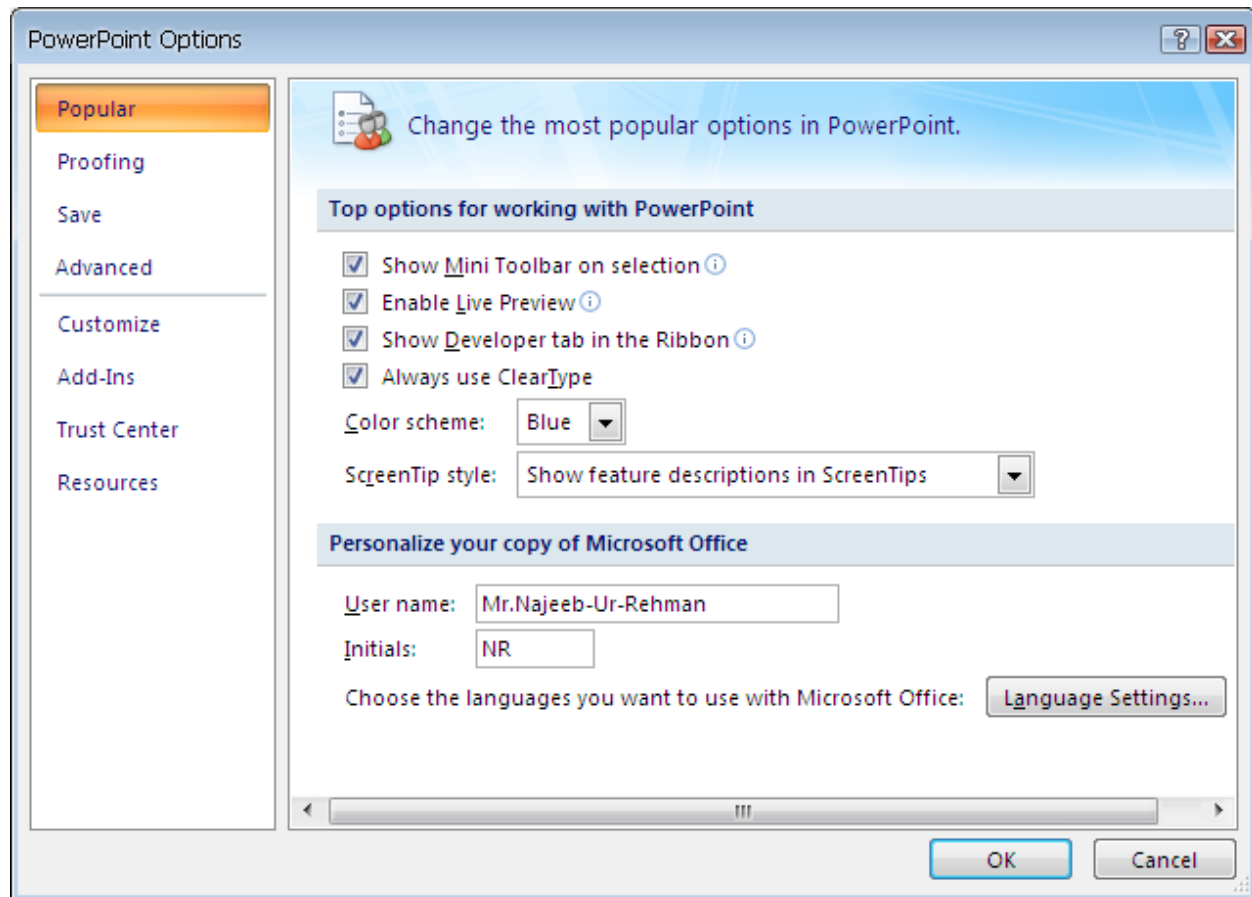 PowerPoint Options
Popular
Proofing
Save
Advanced
Customize
Add-Ins
Trust Center
Resources
Change the most popular options in PowerPoint.
Top options for working with PowerPoint
Show Mini Toolbar on selection
Enable Live Preview
Show Developer tab in the Ribbon
Always use ClearType
Color scheme: Blue
ScreenTip style: Show feature descriptions in ScreenTips
Personalize your copy of Microsoft Office
User name: Mr.Najeeb-Ur-Rehman
Initials: NR
Choose the languages you want to use with Microsoft Office: Language Settings...
OK Cancel